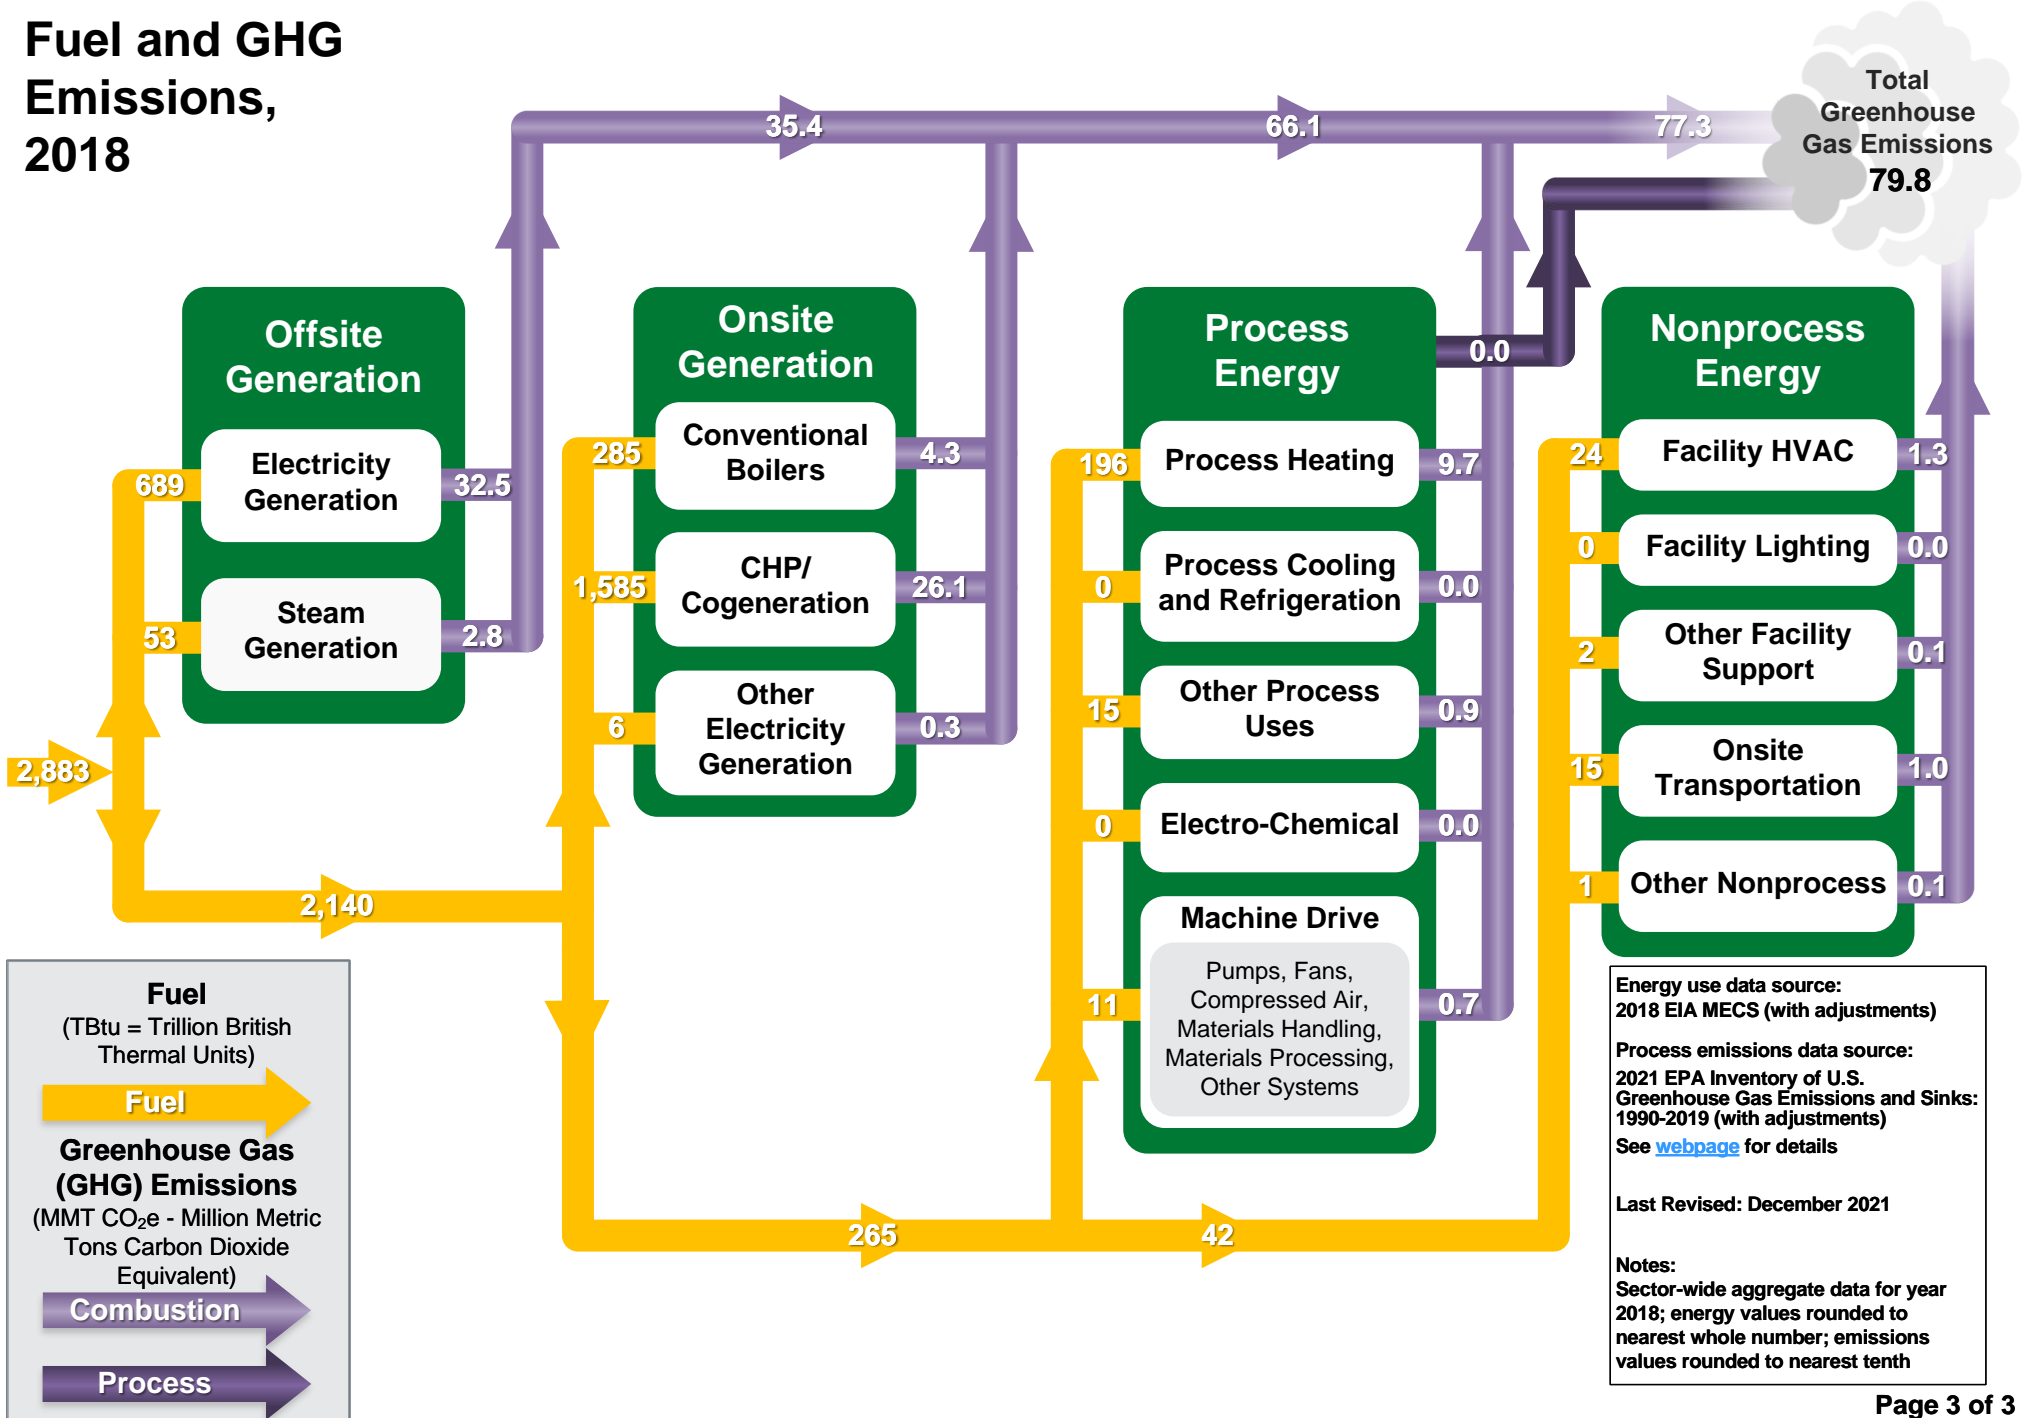 Fuel and GHG
Emissions,
2018
35.4
66.1
77.3
Total
Greenhouse
Gas Emissions
79.8
Offsite
Generation
689
Electricity
Generation
32.5
53
Steam
Generation
2.8
2,883
2,140
Onsite
Generation
285
Conventional
Boilers
4.3
1,585
CHP/
Cogeneration
26.1
6
Other
Electricity
Generation
0.3
265
Process
Energy
0.0
196
Process Heating
9.7
0
Process Cooling
and Refrigeration
0.0
15
Other Process
Uses
0.9
0
Electro-Chemical
0.0
11
Machine Drive
Pumps, Fans,
Compressed Air,
Materials Handling,
Materials Processing,
Other Systems
0.7
42
Nonprocess
Energy
24
Facility HVAC
1.3
0
Facility Lighting
0.0
2
Other Facility
Support
0.1
15
Onsite
Transportation
1.0
1
Other Nonprocess
0.1
Fuel
(TBtu = Trillion British
Thermal Units)
Fuel
Greenhouse Gas
(GHG) Emissions
(MMT CO₂e - Million Metric
Tons Carbon Dioxide
Equivalent)
Combustion
Process
Energy use data source:
2018 EIA MECS (with adjustments)
Process emissions data source:
2021 EPA Inventory of U.S.
Greenhouse Gas Emissions and Sinks:
1990-2019 (with adjustments)
See webpage for details
Last Revised: December 2021
Notes:
Sector-wide aggregate data for year
2018; energy values rounded to
nearest whole number; emissions
values rounded to nearest tenth
Page 3 of 3